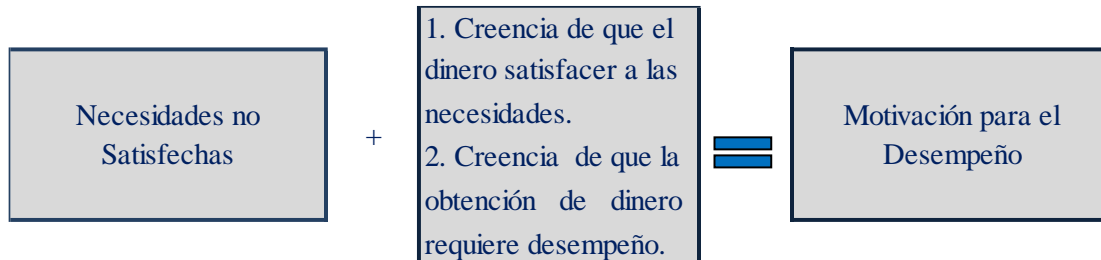 Necesidades no
Satisfechas
+
1. Creencia de que el
dinero satisfacer a las
necesidades.
2. Creencia de que la
obtención de dinero
requiere desempeño.
Motivación para el
Desempeño